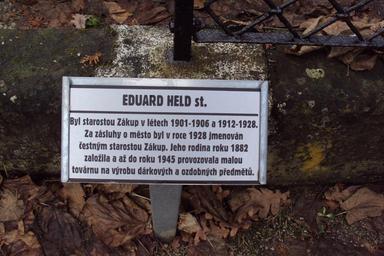 EDUARD HELD st.
Byl starostou Zákup v létech 1901-1906 a 1912-1928.
Za zásluhy o město byl v roce 1928 jmenován
čestným starostou Zákup. Jeho rodina roku 1882
založila a až do roku 1945 provozovala malou
továrnu na výrobu dárkových a ozdobných předmětů.